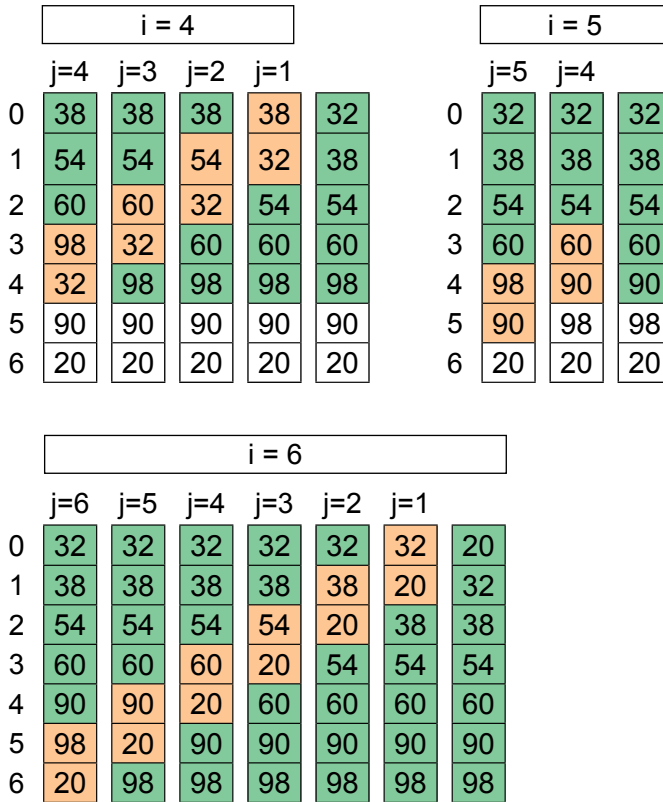 i = 4
i = 5
j=4 j=3 j=2 j=1
j=5 j=4
0 38 38 38 38 32
0 32 32 32
1 54 54 54 32 38
1 38 38 38
2 60 60 32 54 54
2 54 54 54
3 98 32 60 60 60
3 60 60 60
4 32 98 98 98 98
4 98 90 90
5 90 90 90 90 90
5 90 98 98
6 20 20 20 20 20
6 20 20 20
i = 6
j=6 j=5 j=4 j=3 j=2 j=1
0 32 32 32 32 32 32 20
1 38 38 38 38 38 20 32
2 54 54 54 54 20 38 38
3 60 60 60 20 54 54 54
4 90 90 20 60 60 60 60
5 98 20 90 90 90 90 90
6 20 98 98 98 98 98 98